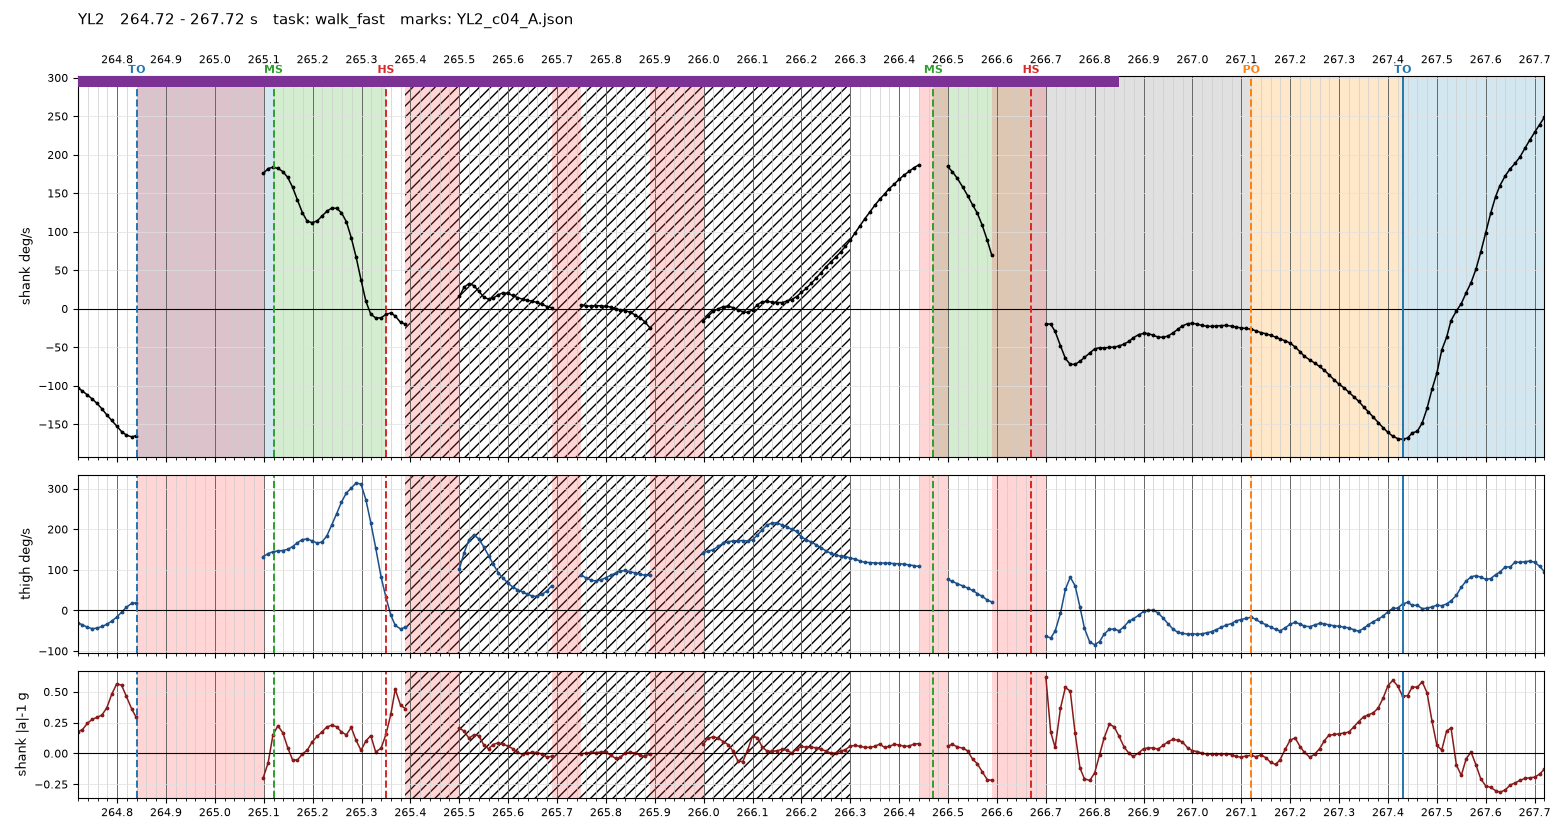 YL2   264.72 - 267.72 s   task: walk_fast   marks: YL2_c04_A.json
264.8 264.9 265.0 265.1 265.2 265.3 265.4 265.5 265.6 265.7 265.8 265.9 266.0 266.1 266.2 266.3 266.4 266.5 266.6 266.7 266.8 266.9 267.0 267.1 267.2 267.3 267.4 267.5 267.6 267.7
TO MS HS MS HS PO TO
300
250
200
150
100
50
0
−50
−100
−150
shank deg/s
300
200
100
0
−100
thigh deg/s
0.50
0.25
0.00
−0.25
shank |a|-1 g
264.8 264.9 265.0 265.1 265.2 265.3 265.4 265.5 265.6 265.7 265.8 265.9 266.0 266.1 266.2 266.3 266.4 266.5 266.6 266.7 266.8 266.9 267.0 267.1 267.2 267.3 267.4 267.5 267.6 267.7